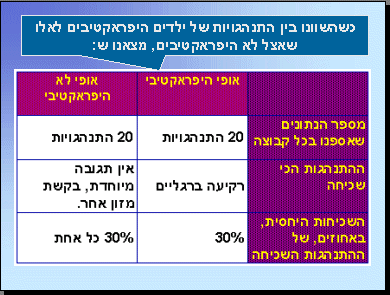 כשהשוונו בין התנהגויות של ילדים היפראקטיבים לאלו
שאצל לא היפראקטיבים, מצאנו ש:
אופי היפראקטיבי
אופי לא
היפראקטיבי
מספר הנתונים
שאספנו בכל קבוצה
20 התנהגויות
20 התנהגויות
ההתנהגות הכי
שכיחה
רקיעה ברגליים
אין תגובה
מיוחדת, בקשת
מזון אחר.
השכיחות היחסית,
באחוזים, של
ההתנהגות השכיחה
30%
30% כל אחת